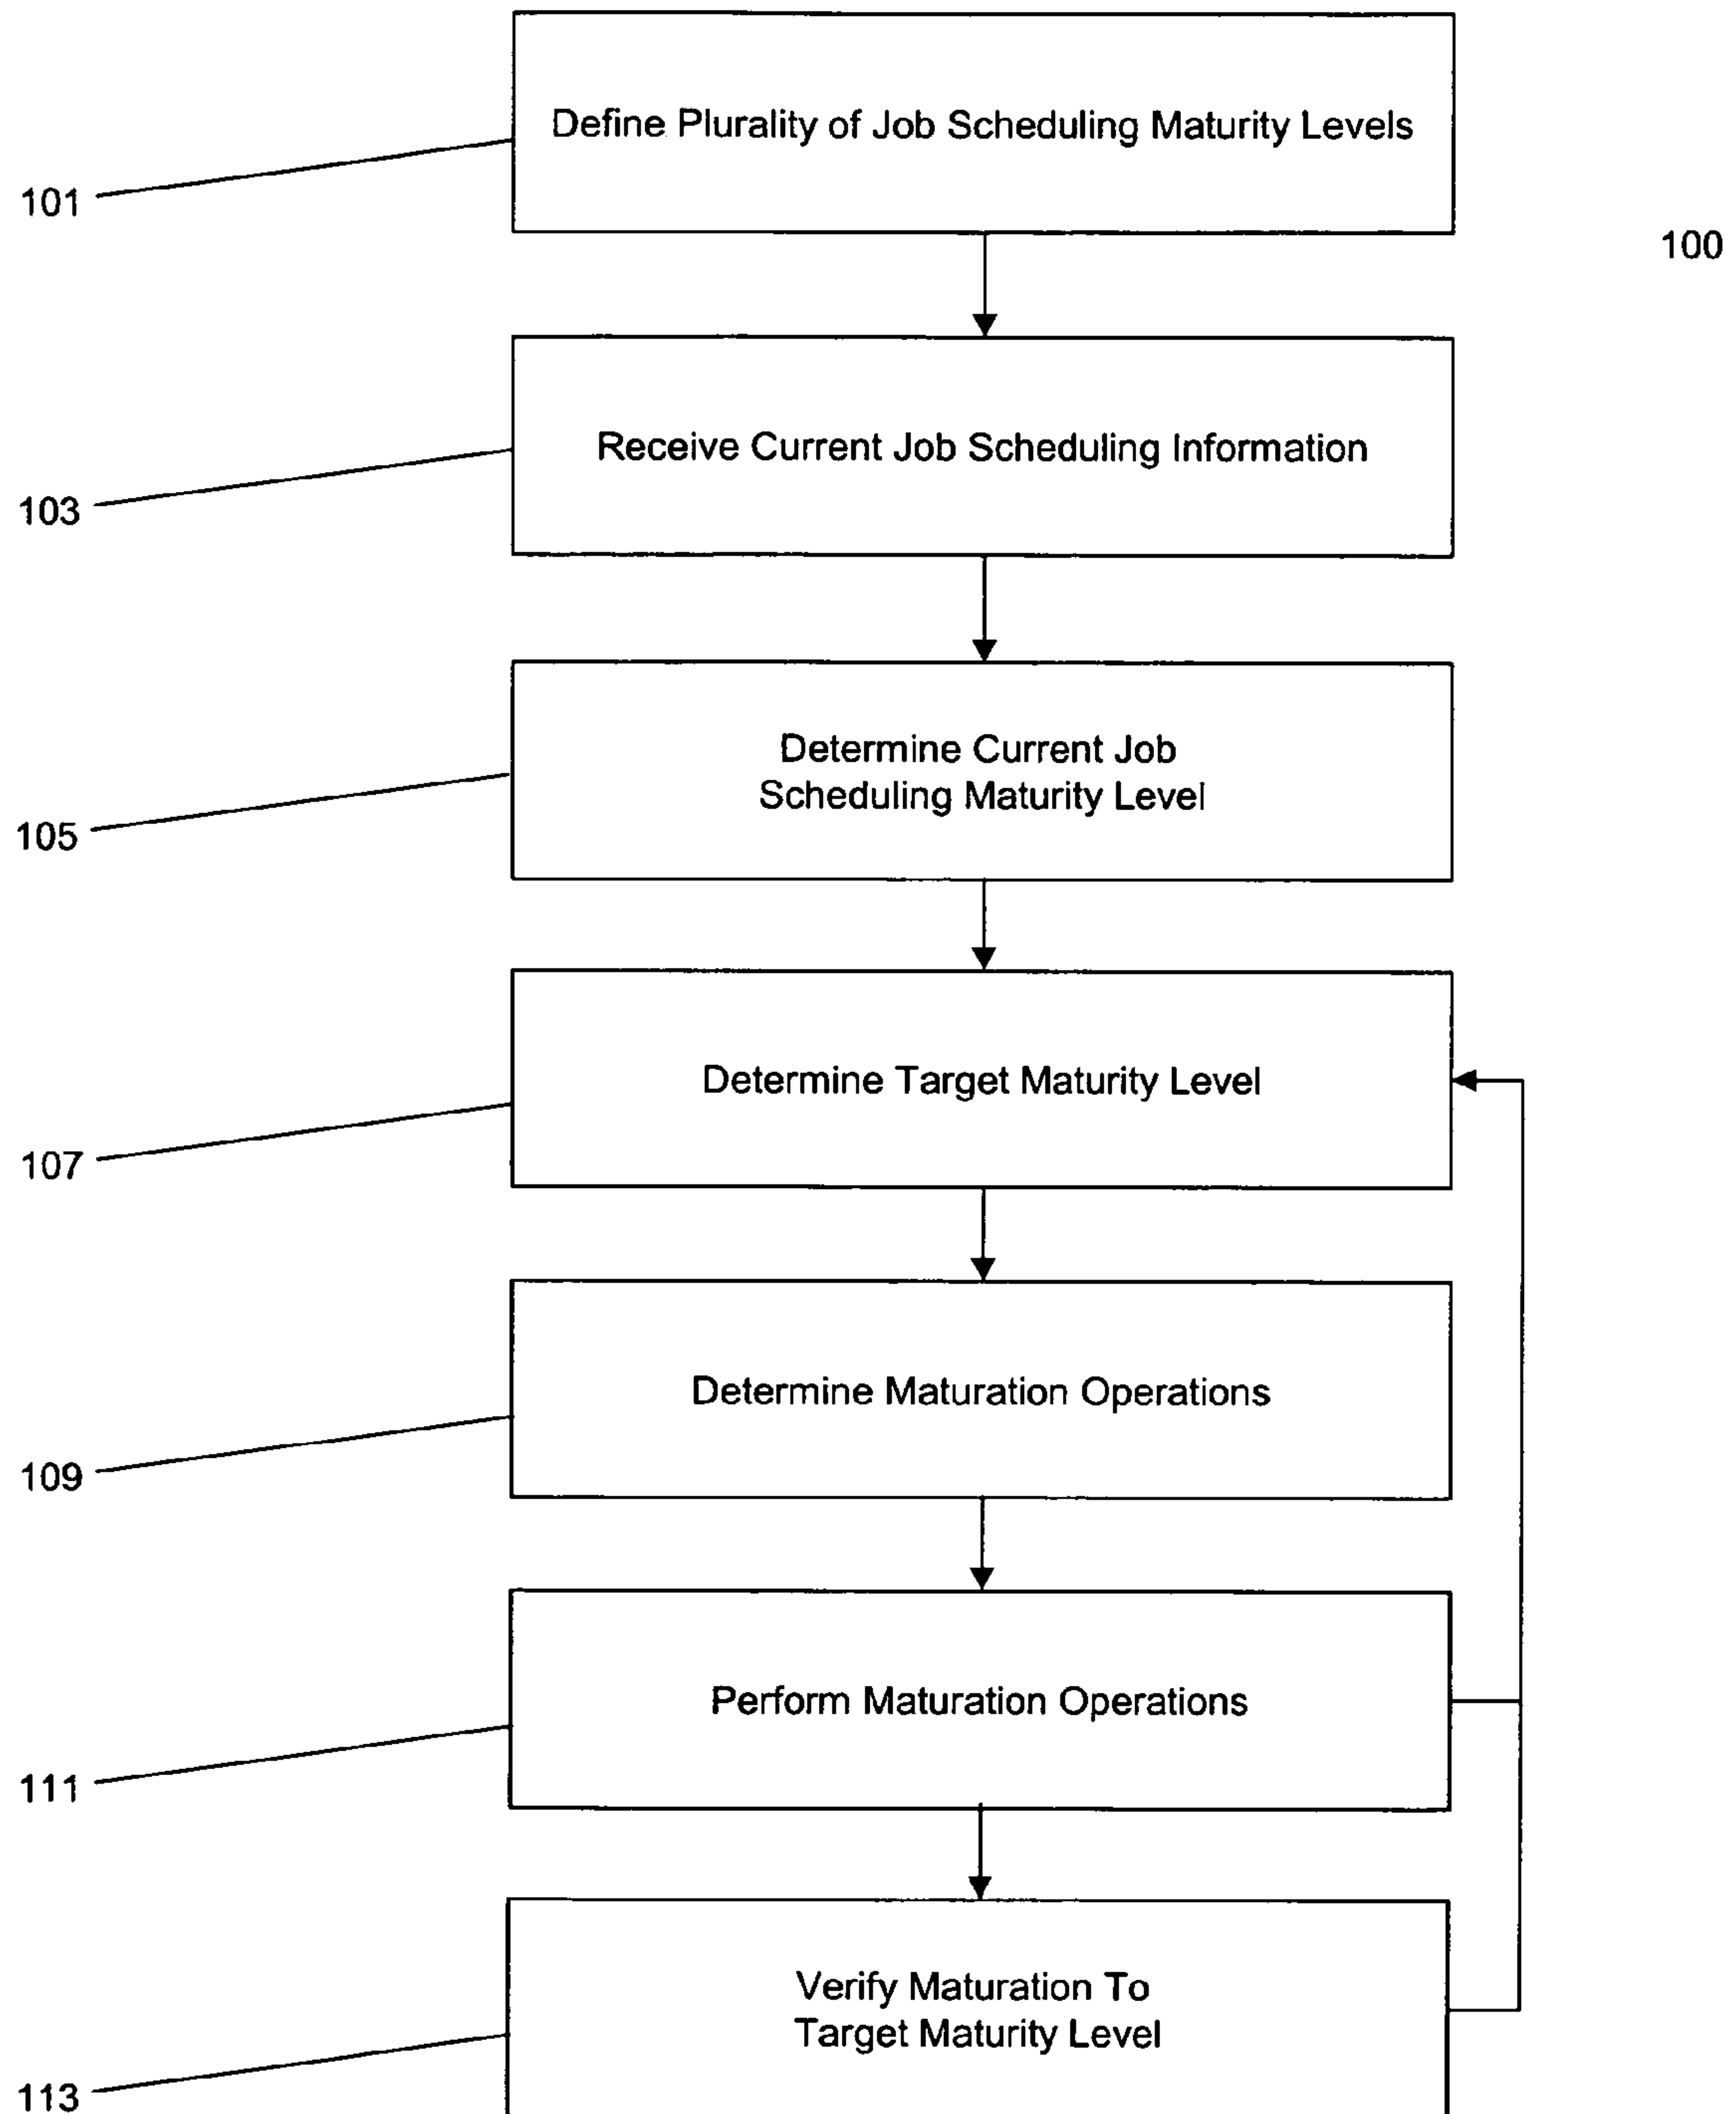 Define Plurality of Job Scheduling Maturity Levels
101
100
Receive Current Job Scheduling Information
103
Determine Current Job
Scheduling Maturity Level
105
Determine Target Maturity Level
107
Determine Maturation Operations
109
Perform Maturation Operations
111
Verify Maturation To
Target Maturity Level
113